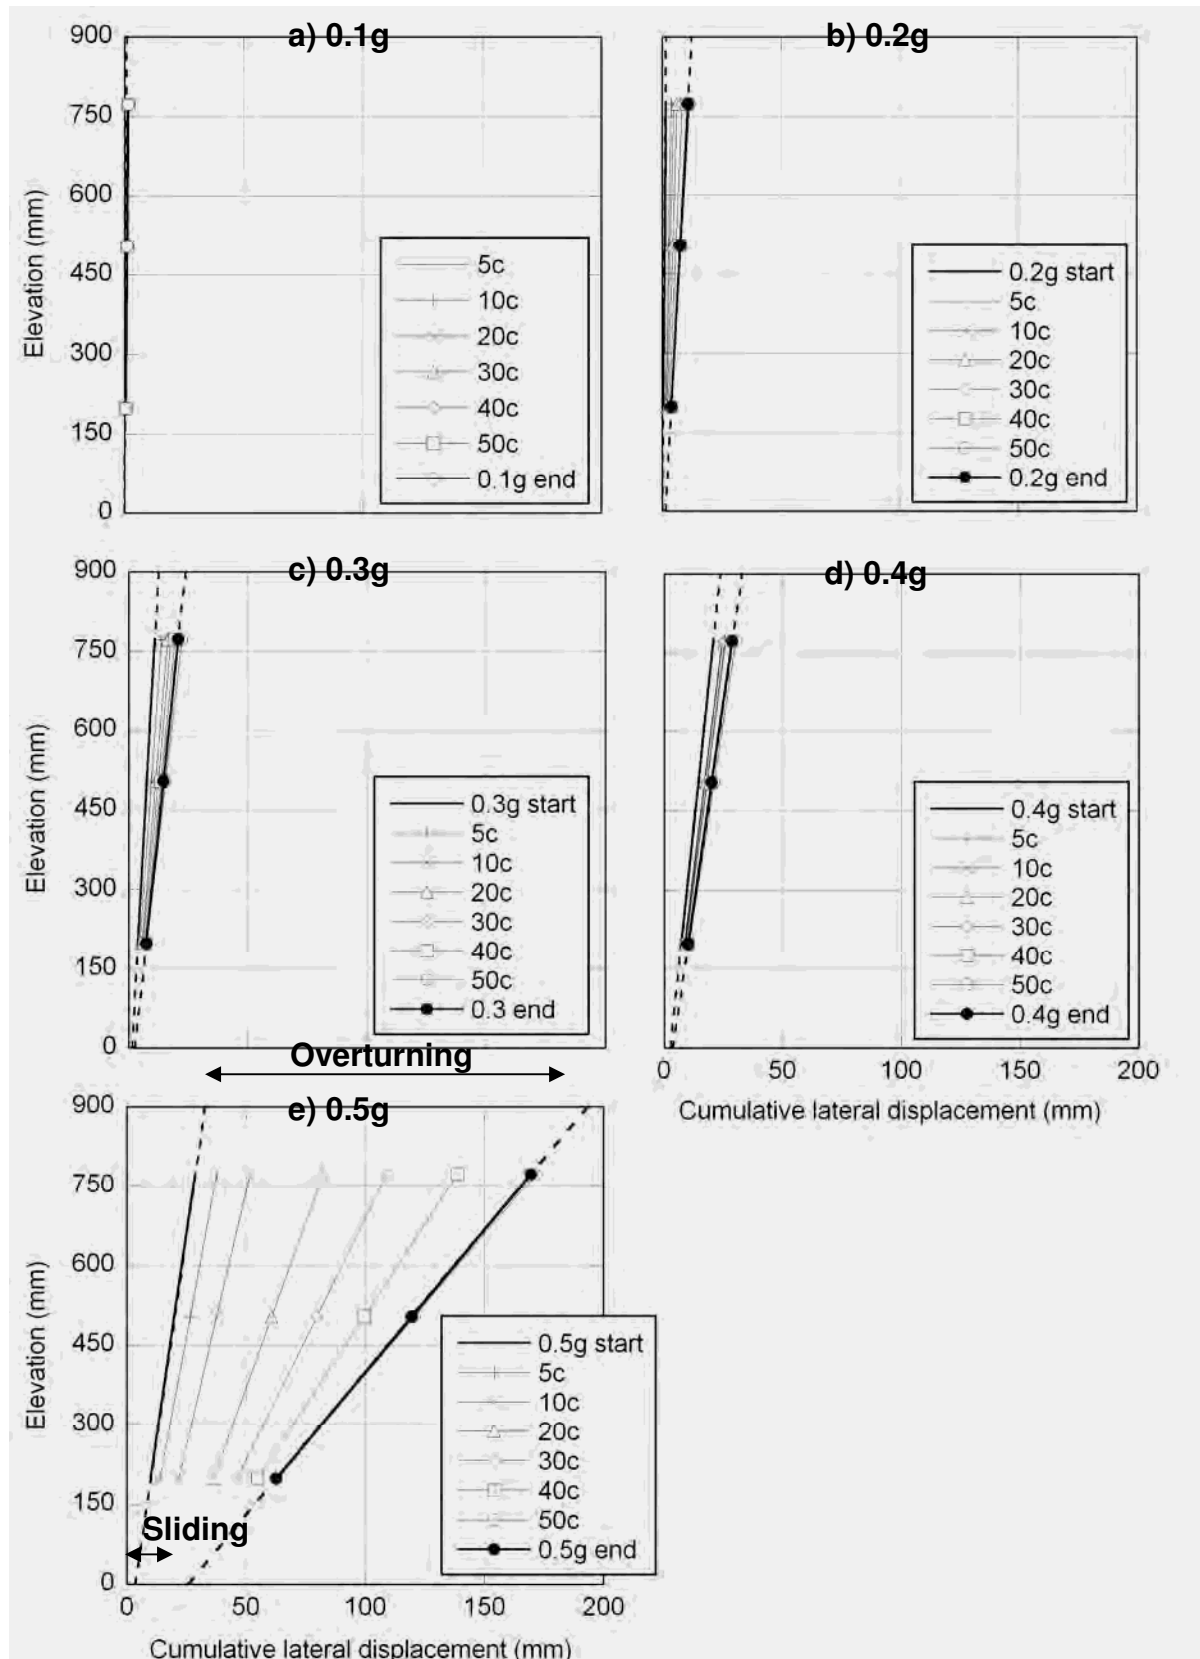 a) 0.1g
900
750
600
450
300
150
0
Elevation (mm)
5c
10c
20c
30c
40c
50c
0.1g end
b) 0.2g
0.2g start
5c
10c
20c
30c
40c
50c
0.2g end
c) 0.3g
900
750
600
450
300
150
0
Elevation (mm)
0.3g start
5c
10c
20c
30c
40c
50c
0.3 end
d) 0.4g
0.4g start
5c
10c
20c
30c
40c
50c
0.4g end
0 50 100 150 200
Cumulative lateral displacement (mm)
Overturning
e) 0.5g
900
750
600
450
300
150
0
Elevation (mm)
0.5g start
5c
10c
20c
30c
40c
50c
0.5g end
Sliding
0 50 100 150 200
Cumulative lateral displacement (mm)